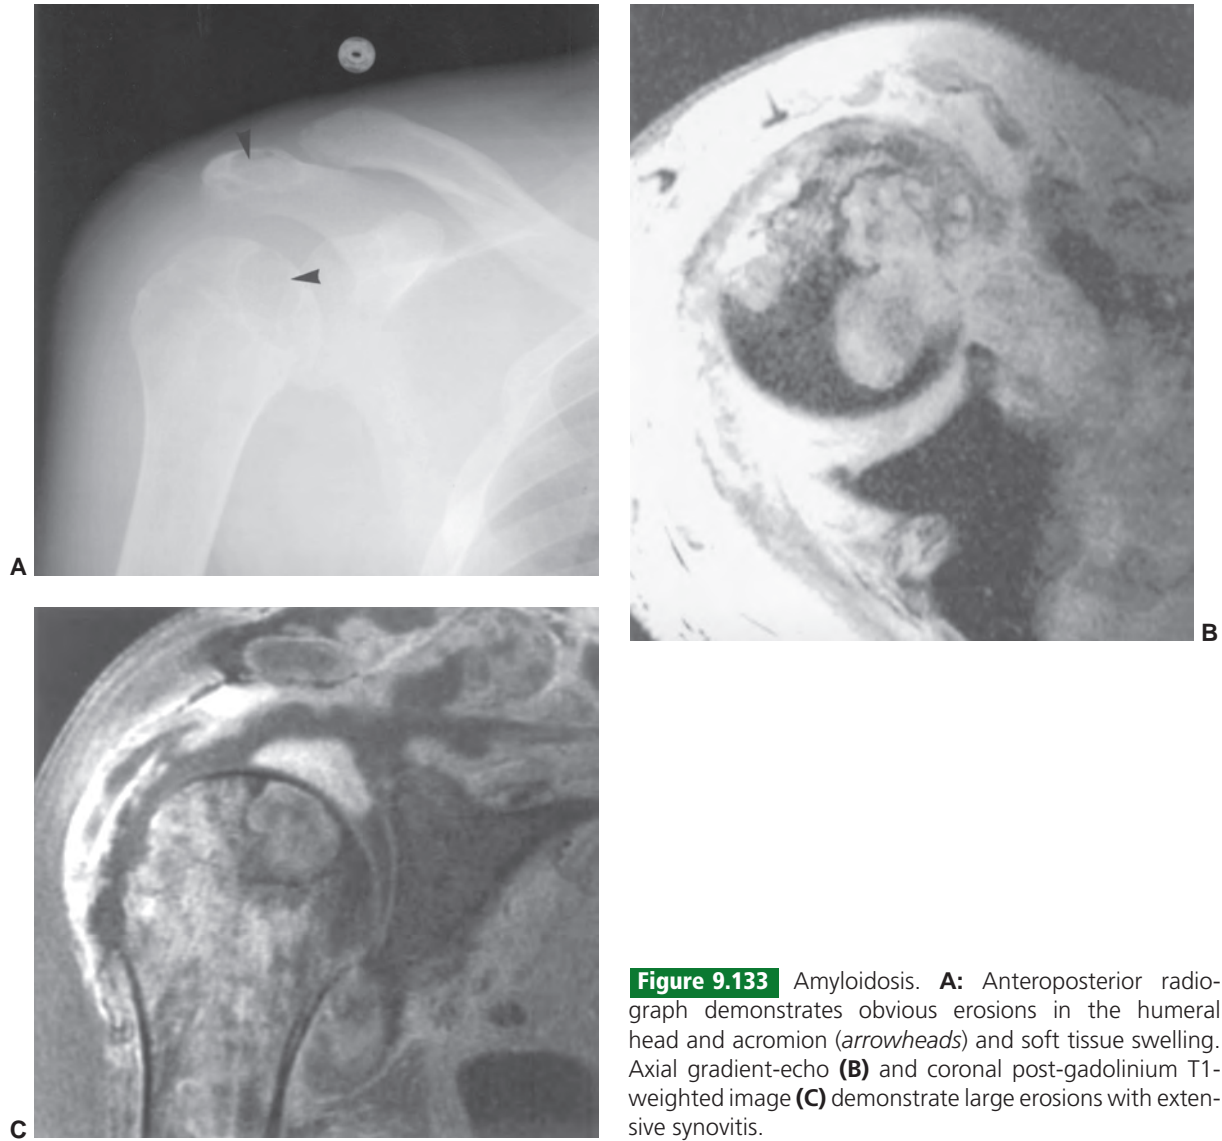 A
B
C
Figure 9.133 Amyloidosis. A: Anteroposterior radio-
graph demonstrates obvious erosions in the humeral
head and acromion (arrowheads) and soft tissue swelling.
Axial gradient-echo (B) and coronal post-gadolinium T1-
weighted image (C) demonstrate large erosions with exten-
sive synovitis.